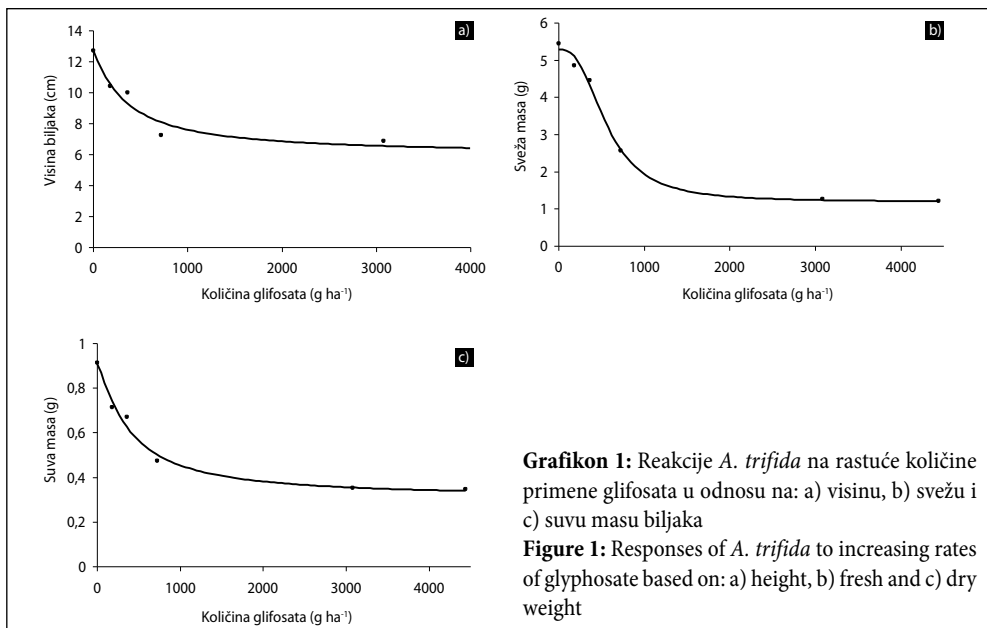 a)
14
12
10
8
6
4
2
0
Visina biljaka (cm)
0 1000 2000 3000 4000
Količina glifosata (g ha⁻¹)
b)
6
5
4
3
2
1
0
Sveža masa (g)
0 1000 2000 3000 4000
Količina glifosata (g ha⁻¹)
c)
1
0,8
0,6
0,4
0,2
0
Suva masa (g)
0 1000 2000 3000 4000
Količina glifosata (g ha⁻¹)
Grafikon 1: Reakcije A. trifida na rastuće količine
primene glifosata u odnosu na: a) visinu, b) svežu i
c) suvu masu biljaka
Figure 1: Responses of A. trifida to increasing rates
of glyphosate based on: a) height, b) fresh and c) dry
weight